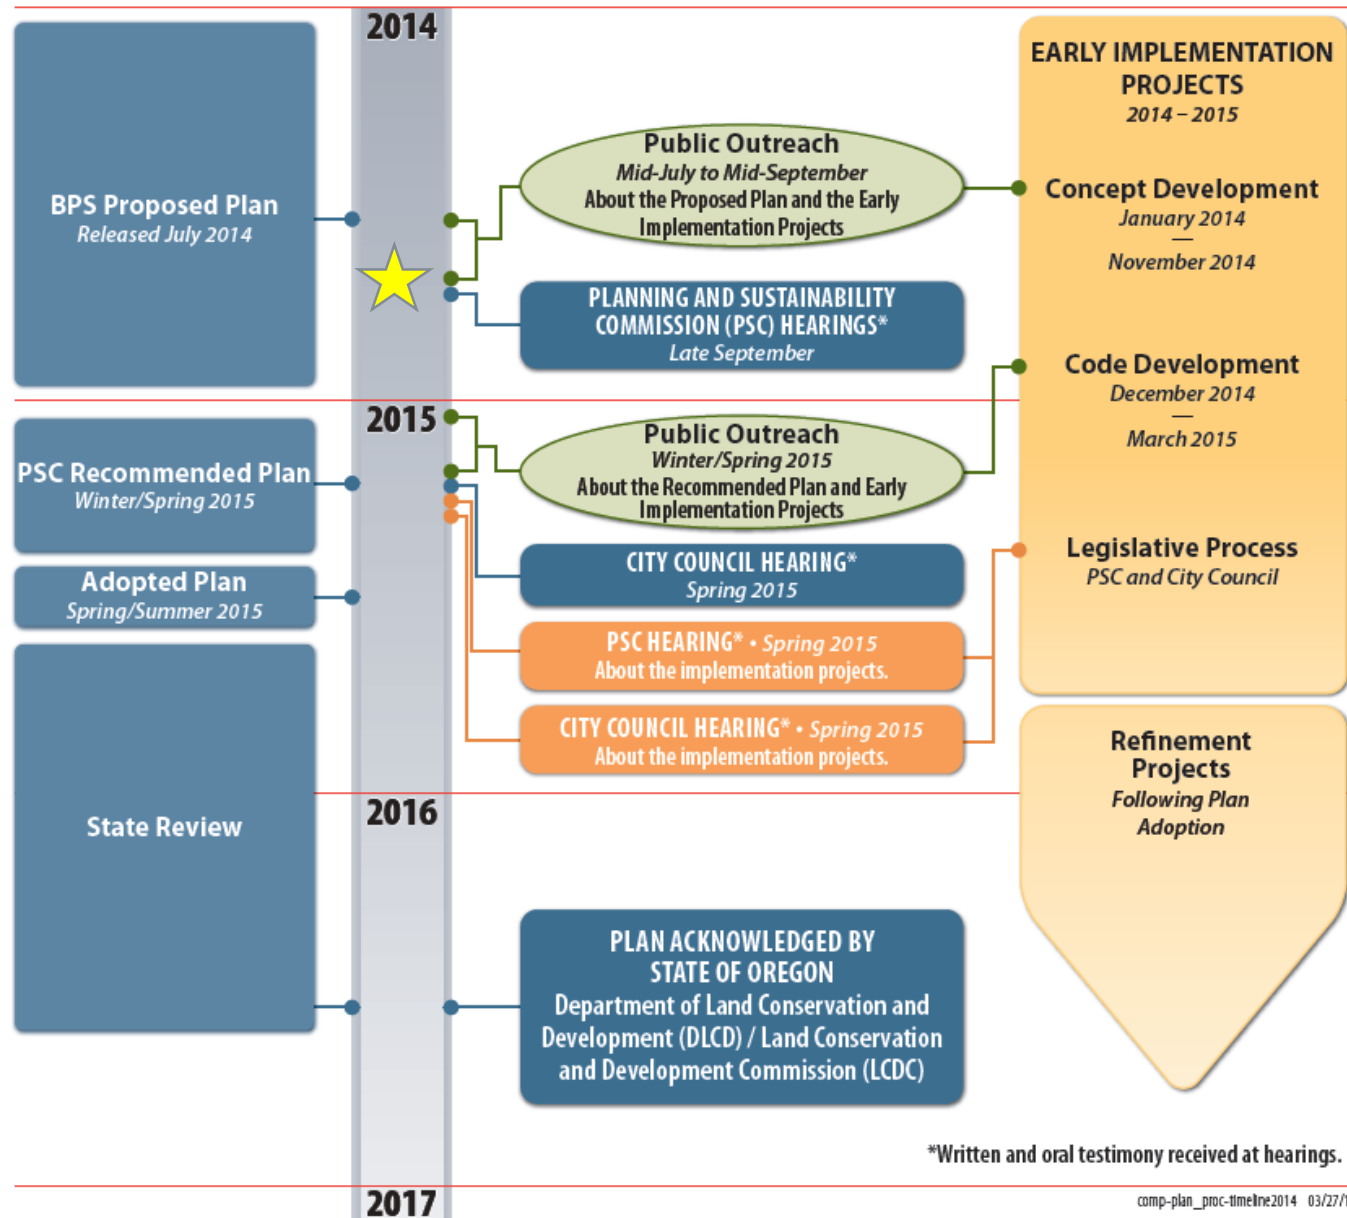 2014
BPS Proposed Plan
Released July 2014
Public Outreach
Mid-July to Mid-September
About the Proposed Plan and the Early
Implementation Projects
PLANNING AND SUSTAINABILITY
COMMISSION (PSC) HEARINGS*
Late September
2015
PSC Recommended Plan
Winter/Spring 2015
Adopted Plan
Spring/Summer 2015
Public Outreach
Winter/Spring 2015
About the Recommended Plan and Early
Implementation Projects
CITY COUNCIL HEARING*
Spring 2015
PSC HEARING* • Spring 2015
About the implementation projects.
CITY COUNCIL HEARING* • Spring 2015
About the implementation projects.
State Review
2016
PLAN ACKNOWLEDGED BY
STATE OF OREGON
Department of Land Conservation and
Development (DLCD) / Land Conservation
and Development Commission (LCDC)
EARLY IMPLEMENTATION
PROJECTS
2014 – 2015
Concept Development
January 2014
—
November 2014
Code Development
December 2014
—
March 2015
Legislative Process
PSC and City Council
Refinement
Projects
Following Plan
Adoption
*Written and oral testimony received at hearings.
2017
comp-plan_proc-timeline2014 03/27/1